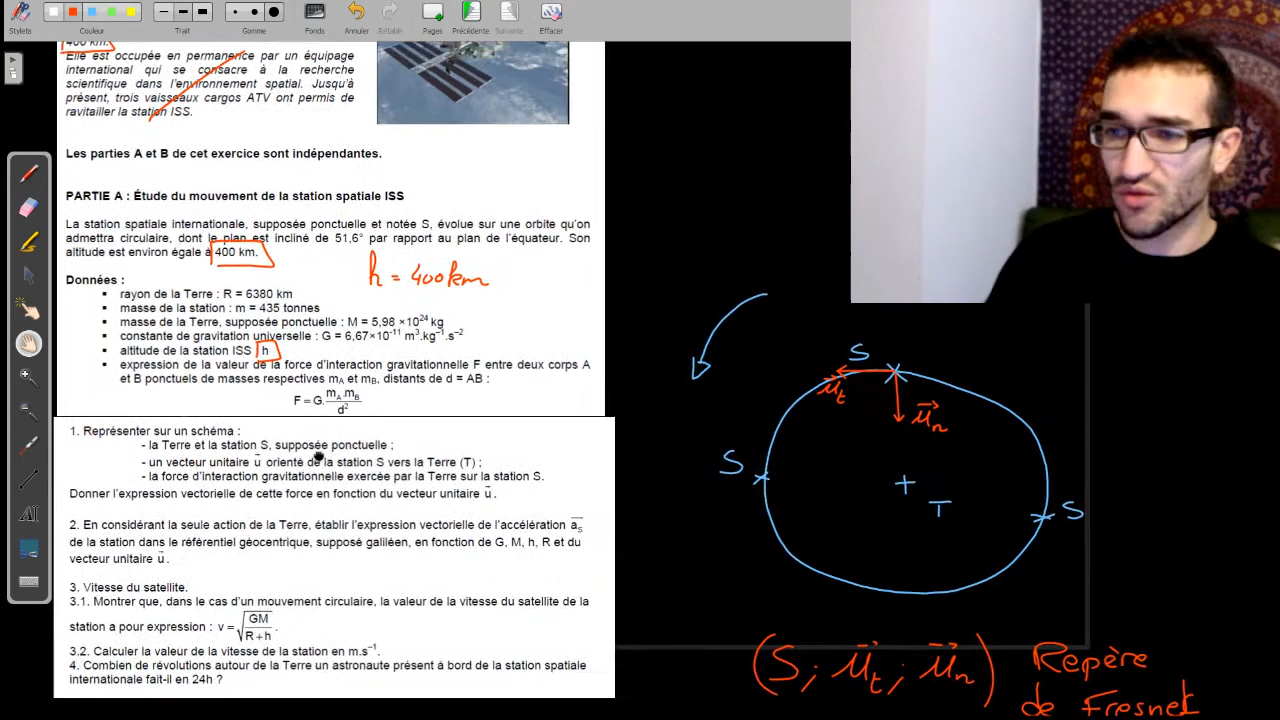 Stylets
Couleur
Trait
Gomme
Fonds
Annuler
Rétablir
Pages
Précédente
Suivante
Effacer
400 km.
Elle est occupée en permanence par un équipage
international qui se consacre à la recherche
scientifique dans l'environnement spatial. Jusqu'à
présent, trois vaisseaux cargos ATV ont permis de
ravitailler la station ISS.
Les parties A et B de cet exercice sont indépendantes.
PARTIE A : Étude du mouvement de la station spatiale ISS
La station spatiale internationale, supposée ponctuelle et notée S, évolue sur une orbite qu'on
admettra circulaire, dont le plan est incliné de 51,6° par rapport au plan de l'équateur. Son
altitude est environ égale à 400 km.
h = 400 km
Données :
▪ rayon de la Terre : R = 6380 km
▪ masse de la station : m = 435 tonnes
▪ masse de la Terre, supposée ponctuelle : M = 5,98 ×10²⁴ kg
▪ constante de gravitation universelle : G = 6,67×10⁻¹¹ m³.kg⁻¹.s⁻²
▪ altitude de la station ISS h
▪ expression de la valeur de la force d'interaction gravitationnelle F entre deux corps
A et B ponctuels de masses respectives mA et mB, distants de d = AB :
F = G. mA.mB / d²
1. Représenter sur un schéma :
- la Terre et la station S, supposée ponctuelle ;
- un vecteur unitaire u⃗ orienté de la station S vers la Terre (T) ;
- la force d'interaction gravitationnelle exercée par la Terre sur la station S.
Donner l'expression vectorielle de cette force en fonction du vecteur unitaire u⃗.
2. En considérant la seule action de la Terre, établir l'expression vectorielle de l'accélération a⃗S
de la station dans le référentiel géocentrique, supposé galiléen, en fonction de G, M, h, R et du
vecteur unitaire u⃗.
3. Vitesse du satellite.
3.1. Montrer que, dans le cas d'un mouvement circulaire, la valeur de la vitesse du satellite de la
station a pour expression : v = √(GM / R+h).
3.2. Calculer la valeur de la vitesse de la station en m.s⁻¹.
4. Combien de révolutions autour de la Terre un astronaute présent à bord de la station spatiale
internationale fait-il en 24h ?
S
μt
μ⃗n
S
T
S
(S ; μ⃗t ; μ⃗n) Repère
de Fresnet